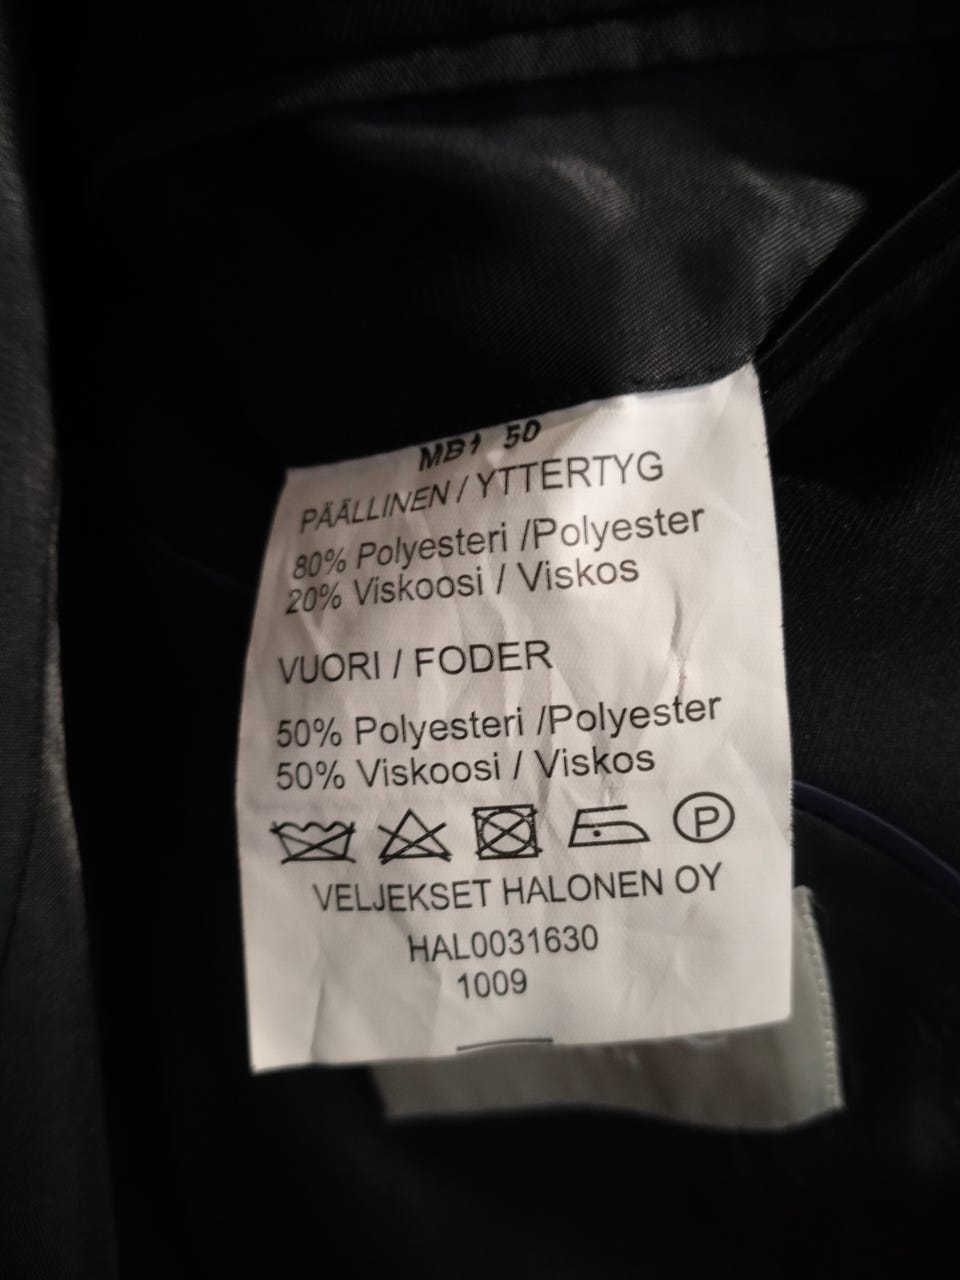 MB1 50
PÄÄLLINEN / YTTERTYG
80% Polyesteri /Polyester
20% Viskoosi / Viskos
VUORI / FODER
50% Polyesteri /Polyester
50% Viskoosi / Viskos
P
VELJEKSET HALONEN OY
HAL0031630
1009